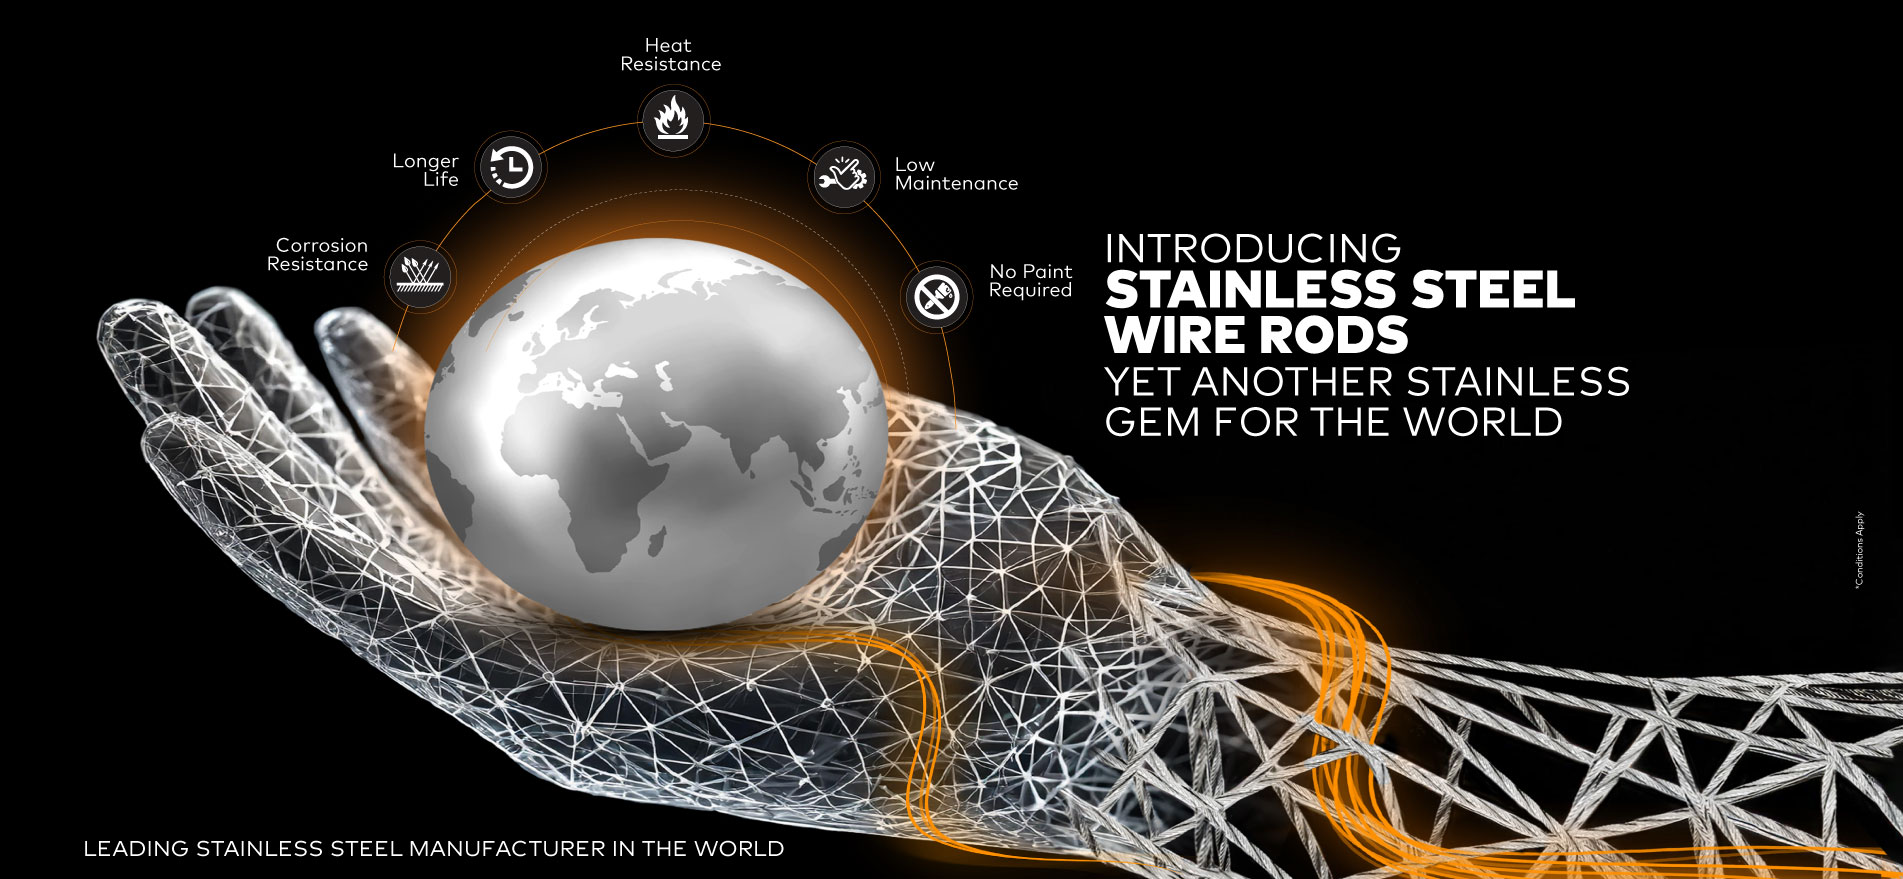 Heat
Resistance
Longer
Life
Low
Maintenance
Corrosion
Resistance
No Paint
Required
INTRODUCING
STAINLESS STEEL
WIRE RODS
YET ANOTHER STAINLESS
GEM FOR THE WORLD
*Conditions Apply
LEADING STAINLESS STEEL MANUFACTURER IN THE WORLD